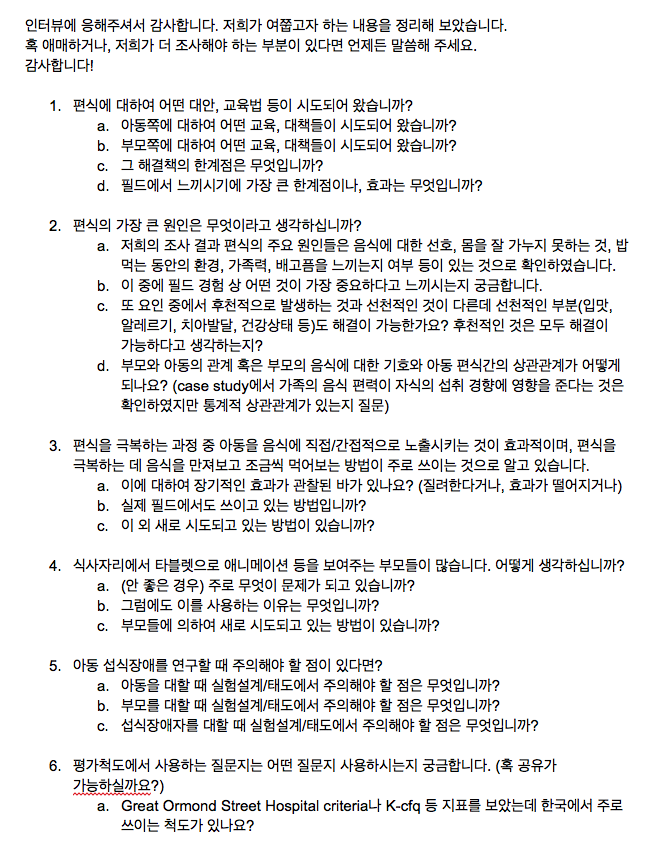 인터뷰에 응해주셔서 감사합니다. 저희가 여쭙고자 하는 내용을 정리해 보았습니다.
혹 애매하거나, 저희가 더 조사해야 하는 부분이 있다면 언제든 말씀해 주세요.
감사합니다!
1. 편식에 대하여 어떤 대안, 교육법 등이 시도되어 왔습니까?
a. 아동쪽에 대하여 어떤 교육, 대책들이 시도되어 왔습니까?
b. 부모쪽에 대하여 어떤 교육, 대책들이 시도되어 왔습니까?
c. 그 해결책의 한계점은 무엇입니까?
d. 필드에서 느끼시기에 가장 큰 한계점이나, 효과는 무엇입니까?
2. 편식의 가장 큰 원인은 무엇이라고 생각하십니까?
a. 저희의 조사 결과 편식의 주요 원인들은 음식에 대한 선호, 몸을 잘 가누지 못하는 것, 밥
먹는 동안의 환경, 가족력, 배고픔을 느끼는지 여부 등이 있는 것으로 확인하였습니다.
b. 이 중에 필드 경험 상 어떤 것이 가장 중요하다고 느끼시는지 궁금합니다.
c. 또 요인 중에서 후천적으로 발생하는 것과 선천적인 것이 다른데 선천적인 부분(입맛,
알레르기, 치아발달, 건강상태 등)도 해결이 가능한가요? 후천적인 것은 모두 해결이
가능하다고 생각하는지?
d. 부모와 아동의 관계 혹은 부모의 음식에 대한 기호와 아동 편식간의 상관관계가 어떻게
되나요? (case study에서 가족의 음식 편력이 자식의 섭취 경향에 영향을 준다는 것은
확인하였지만 통계적 상관관계가 있는지 질문)
3. 편식을 극복하는 과정 중 아동을 음식에 직접/간접적으로 노출시키는 것이 효과적이며, 편식을
극복하는 데 음식을 만져보고 조금씩 먹어보는 방법이 주로 쓰이는 것으로 알고 있습니다.
a. 이에 대하여 장기적인 효과가 관찰된 바가 있나요? (질려한다거나, 효과가 떨어지거나)
b. 실제 필드에서도 쓰이고 있는 방법입니까?
c. 이 외 새로 시도되고 있는 방법이 있습니까?
4. 식사자리에서 타블렛으로 애니메이션 등을 보여주는 부모들이 많습니다. 어떻게 생각하십니까?
a. (안 좋은 경우) 주로 무엇이 문제가 되고 있습니까?
b. 그럼에도 이를 사용하는 이유는 무엇입니까?
c. 부모들에 의하여 새로 시도되고 있는 방법이 있습니까?
5. 아동 섭식장애를 연구할 때 주의해야 할 점이 있다면?
a. 아동을 대할 때 실험설계/태도에서 주의해야 할 점은 무엇입니까?
b. 부모를 대할 때 실험설계/태도에서 주의해야 할 점은 무엇입니까?
c. 섭식장애자를 대할 때 실험설계/태도에서 주의해야 할 점은 무엇입니까?
6. 평가척도에서 사용하는 질문지는 어떤 질문지 사용하시는지 궁금합니다. (혹 공유가
가능하실까요?)
a. Great Ormond Street Hospital criteria나 K-cfq 등 지표를 보았는데 한국에서 주로
쓰이는 척도가 있나요?